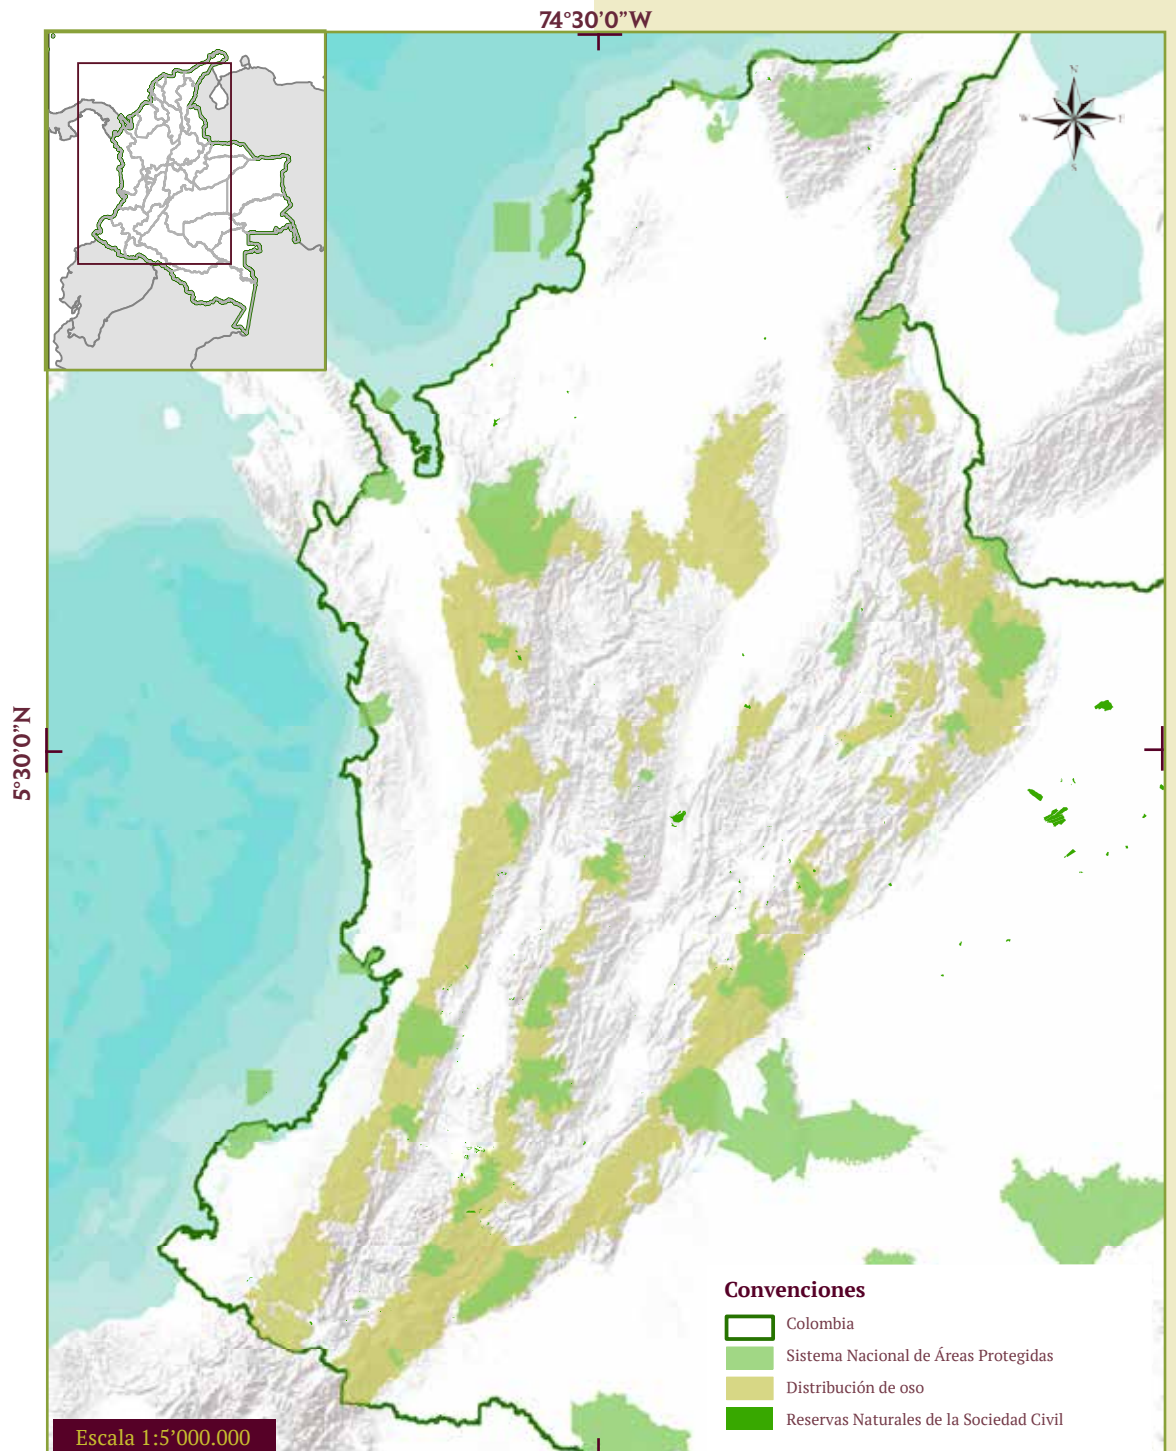 74°30'0"W
N
W
E
S
5°30'0"N
Convenciones
Colombia
Sistema Nacional de Áreas Protegidas
Distribución de oso
Reservas Naturales de la Sociedad Civil
Escala 1:5'000.000